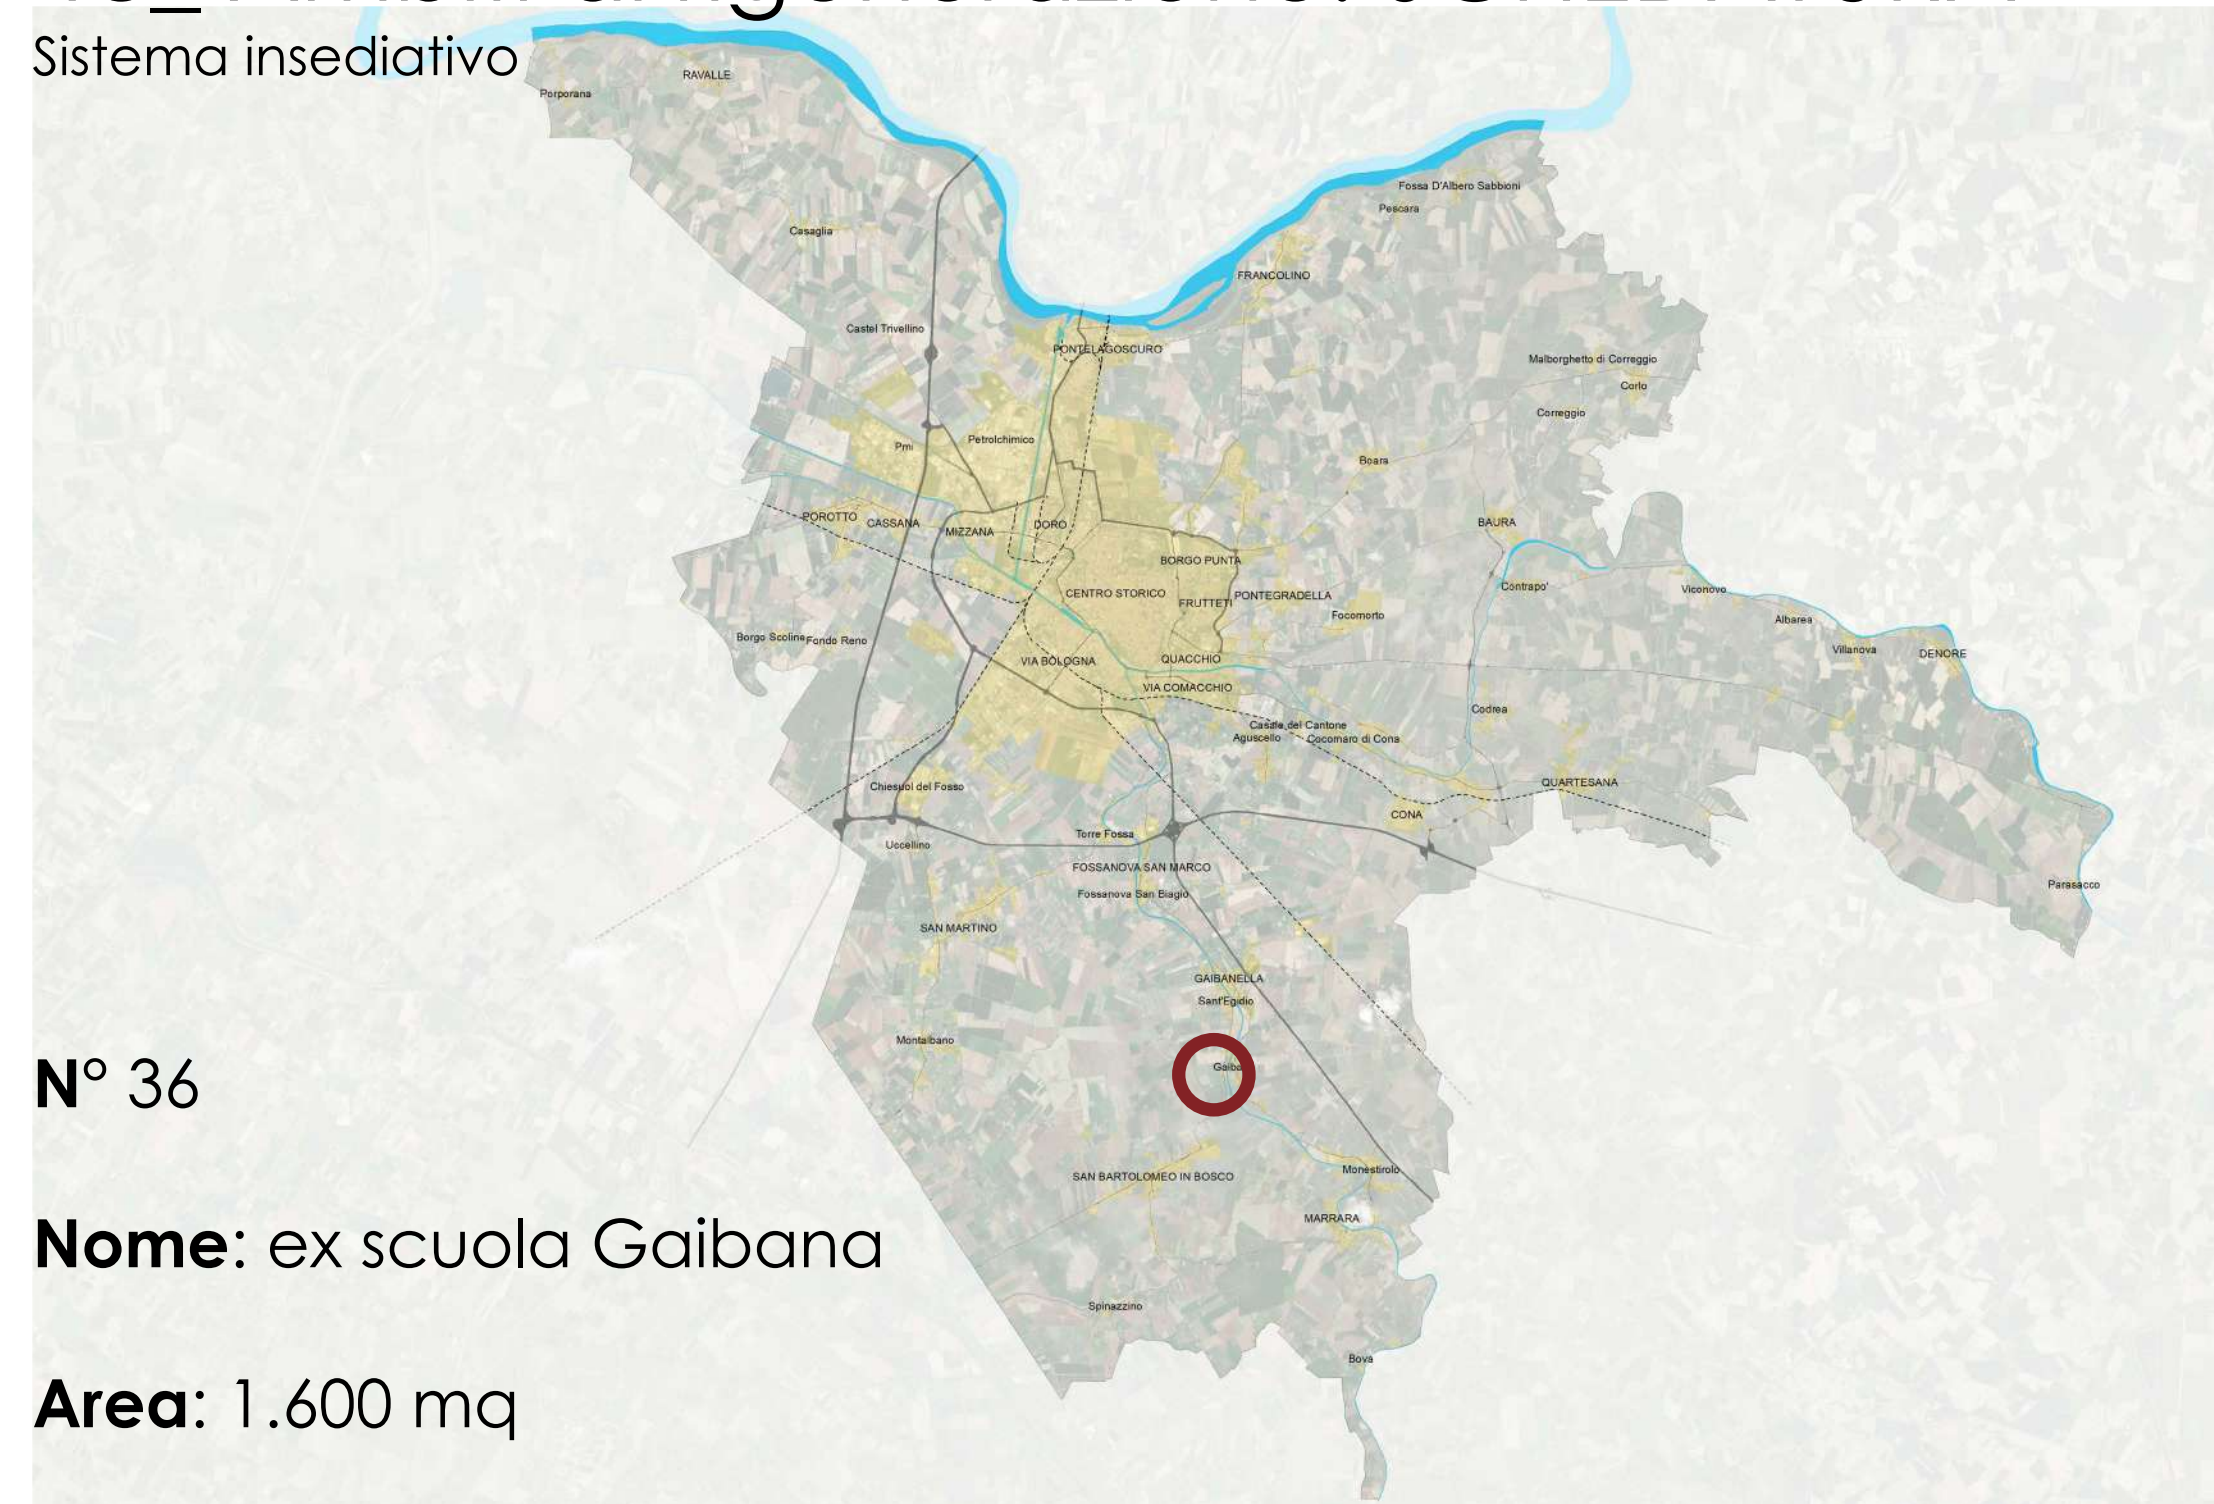 Sistema insediativo
RAVALLE
Porporana
Fossa D'Albero Sabbioni
Pescara
Casaglia
FRANCOLINO
Castel Trivellino
PONTELAGOSCURO
Malborghetto di Correggio
Corlo
Correggio
Petrolchimico
Pmi
Boara
POROTTO
CASSANA
MIZZANA
DORO
BAURA
BORGO PUNTA
CENTRO STORICO
FRUTTETI
PONTEGRADELLA
Contrapo'
Viconovo
Focomorto
Albarea
Borgo Scoline
Fondo Reno
Villanova
DENORE
VIA BOLOGNA
QUACCHIO
VIA COMACCHIO
Codrea
Casale del Cantone
Aguscello
Cocomaro di Cona
Chiesuol del Fosso
QUARTESANA
CONA
Torre Fossa
Uccellino
FOSSANOVA SAN MARCO
Fossanova San Biagio
Parasacco
SAN MARTINO
GAIBANELLA
Sant'Egidio
Montalbano
Gaiba
N° 36
Monestirolo
SAN BARTOLOMEO IN BOSCO
MARRARA
Nome: ex scuola Gaibana
Spinazzino
Bova
Area: 1.600 mq